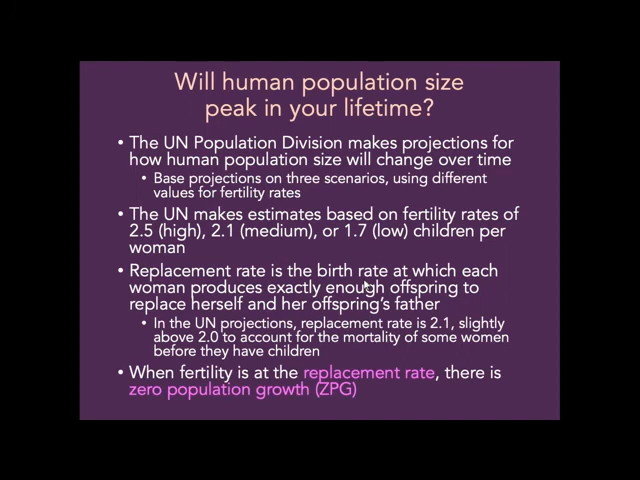 Will human population size
peak in your lifetime?
• The UN Population Division makes projections for
how human population size will change over time
• Base projections on three scenarios, using different
values for fertility rates
• The UN makes estimates based on fertility rates of
2.5 (high), 2.1 (medium), or 1.7 (low) children per
woman
• Replacement rate is the birth rate at which each
woman produces exactly enough offspring to
replace herself and her offspring's father
• In the UN projections, replacement rate is 2.1, slightly
above 2.0 to account for the mortality of some women
before they have children
• When fertility is at the replacement rate, there is
zero population growth (ZPG)